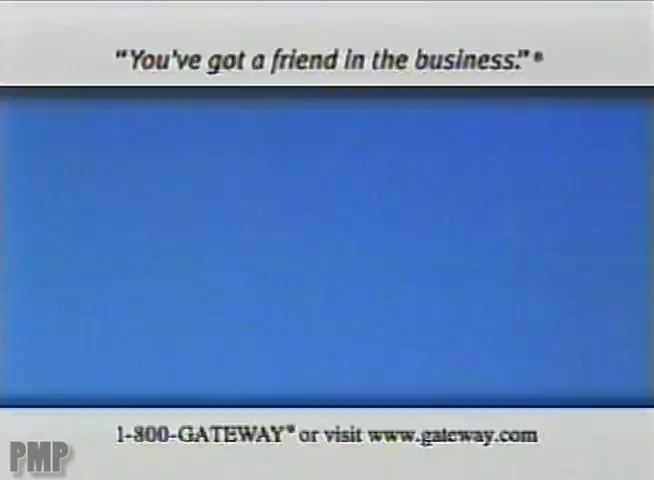 “You've got a friend in the business.”®
1-800-GATEWAY® or visit www.gateway.com
PMP